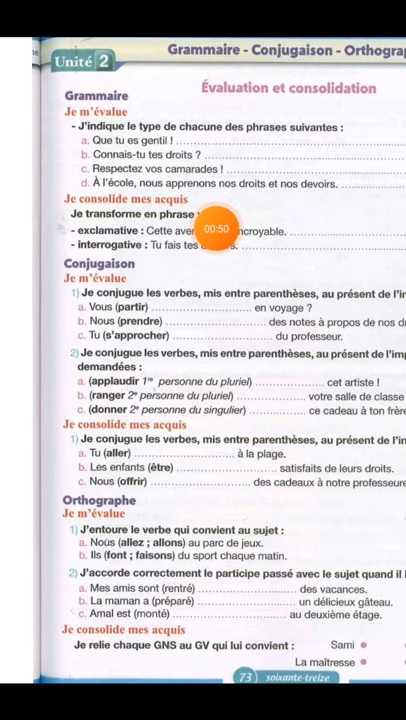 Unité 2
Grammaire - Conjugaison - Orthogra
Évaluation et consolidation
Grammaire
Je m'évalue
- J'indique le type de chacune des phrases suivantes :
a. Que tu es gentil !
b. Connais-tu tes droits ?
c. Respectez vos camarades !
d. À l'école, nous apprenons nos droits et nos devoirs.
Je consolide mes acquis
Je transforme en phrase
- exclamative : Cette croyable.
00:50
- interrogative : Tu fais tes
Conjugaison
Je m'évalue
1) Je conjugue les verbes, mis entre parenthèses, au présent de l'in
a. Vous (partir) ................................ en voyage ?
b. Nous (prendre) ................................ des notes à propos de nos d
c. Tu (s'approcher) ................................ du professeur.
2) Je conjugue les verbes, mis entre parenthèses, au présent de l'imp
demandées :
a. (applaudir 1re personne du pluriel) ...................... cet artiste !
b. (ranger 2e personne du pluriel) ...................... votre salle de classe
c. (donner 2e personne du singulier) ...................... ce cadeau à ton frère
Je consolide mes acquis
1) Je conjugue les verbes, mis entre parenthèses, au présent de l'in
a. Tu (aller) ................................ à la plage.
b. Les enfants (être) ................................ satisfaits de leurs droits.
c. Nous (offrir) ................................ des cadeaux à notre professeure
Orthographe
Je m'évalue
1) J'entoure le verbe qui convient au sujet :
a. Nous (allez ; allons) au parc de jeux.
b. Ils (font ; faisons) du sport chaque matin.
2) J'accorde correctement le participe passé avec le sujet quand il l
a. Mes amis sont (rentré) ................................ des vacances.
b. La maman a (préparé) ................................ un délicieux gâteau.
c. Amal est (monté) ................................ au deuxième étage.
Je consolide mes acquis
Je relie chaque GNS au GV qui lui convient : Sami
La maîtresse
73 soixante-treize